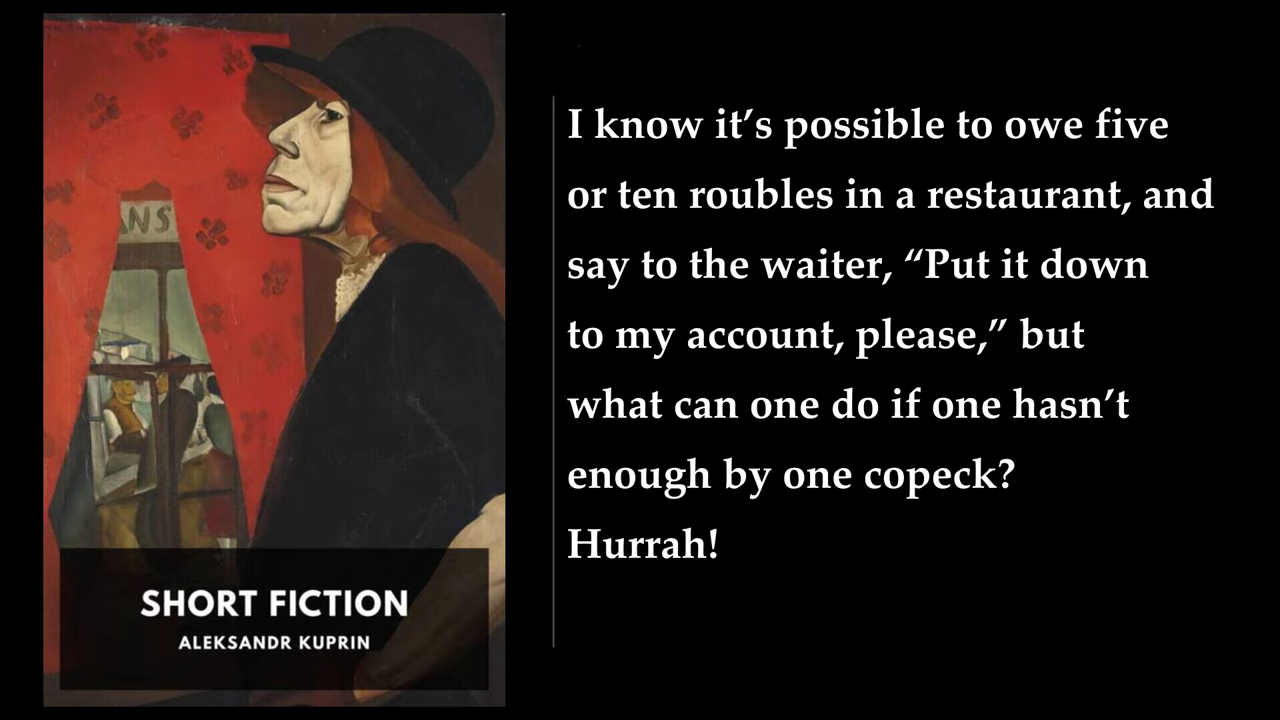 ANS
SHORT FICTION
ALEKSANDR KUPRIN
I know it’s possible to owe five
or ten roubles in a restaurant, and
say to the waiter, “Put it down
to my account, please,” but
what can one do if one hasn’t
enough by one copeck?
Hurrah!